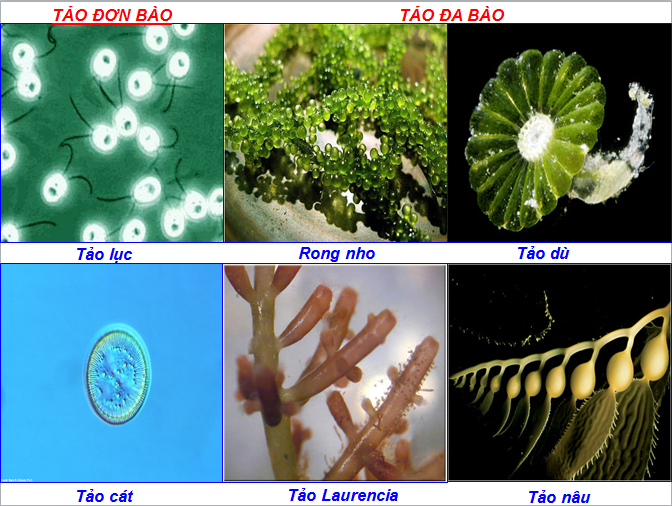 TẢO ĐƠN BÀO
TẢO ĐA BÀO
Tảo lục
Rong nho
Tảo dù
Tảo cát
Tảo Laurencia
Tảo nâu